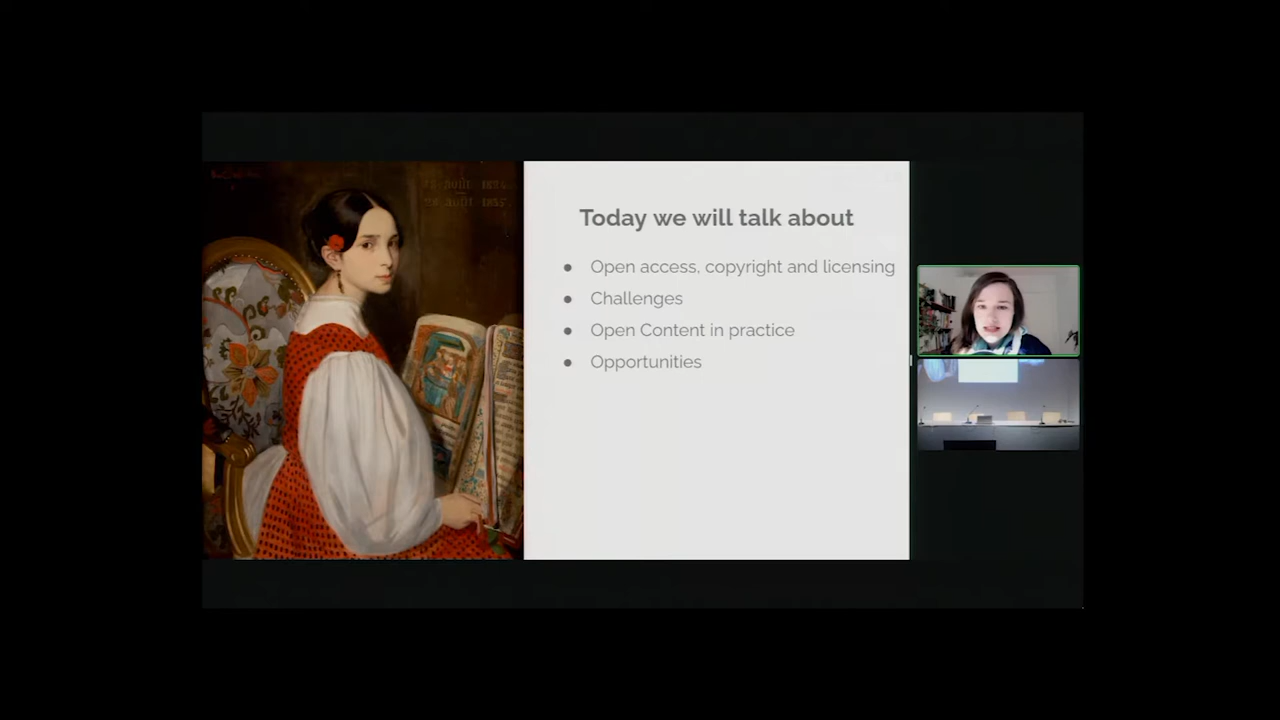 Today we will talk about
● Open access, copyright and licensing
● Challenges
● Open Content in practice
● Opportunities